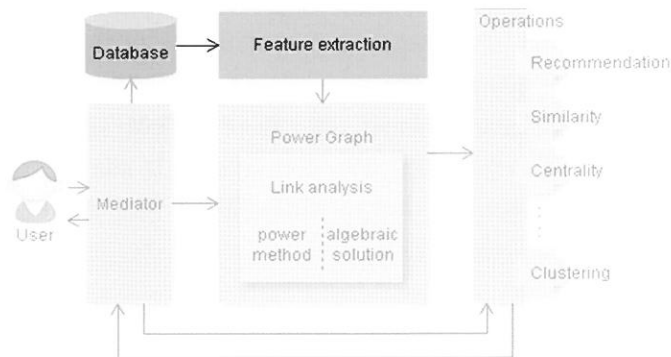 Operations
Database
Feature extraction
Recommendation
Power Graph
Similarity
Link analysis
Centrality
Mediator
User
power
method
algebraic
solution
Clustering